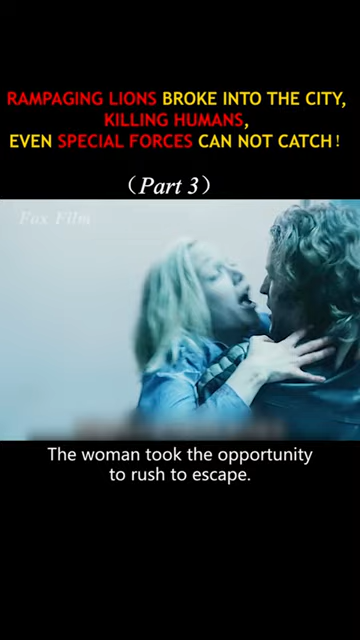 RAMPAGING LIONS BROKE INTO THE CITY,
KILLING HUMANS,
EVEN SPECIAL FORCES CAN NOT CATCH!
(Part 3)
Fox Film
The woman took the opportunity
to rush to escape.